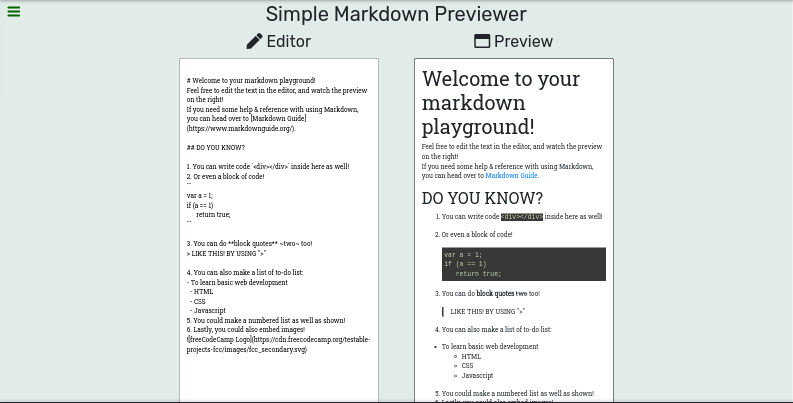 Simple Markdown Previewer
Editor
# Welcome to your markdown playground!
Feel free to edit the text in the editor, and watch the preview
on the right!
If you need some help & reference with using Markdown,
you can head over to [Markdown Guide]
(https://www.markdownguide.org/).
## DO YOU KNOW?
1. You can write code `<div></div>` inside here as well!
2. Or even a block of code!
```
var a = 1;
if (a == 1)
return true;
```
3. You can do **block quotes** ~two~ too!
> LIKE THIS! BY USING ">"
4. You can also make a list of to-do list:
- To learn basic web development
- HTML
- CSS
- Javascript
5. You could make a numbered list as well as shown!
6. Lastly, you could also embed images!
![freeCodeCamp Logo](https://cdn.freecodecamp.org/testable-
projects-fcc/images/fcc_secondary.svg)
Preview
Welcome to your
markdown
playground!
Feel free to edit the text in the editor, and watch the preview
on the right!
If you need some help & reference with using Markdown,
you can head over to Markdown Guide.
DO YOU KNOW?
1. You can write code <div></div> inside here as well!
2. Or even a block of code!
var a = 1;
if (a == 1)
return true;
3. You can do block quotes two too!
LIKE THIS! BY USING ">"
4. You can also make a list of to-do list:
• To learn basic web development
○ HTML
○ CSS
○ Javascript
5. You could make a numbered list as well as shown!
6. Lastly, you could also embed images!